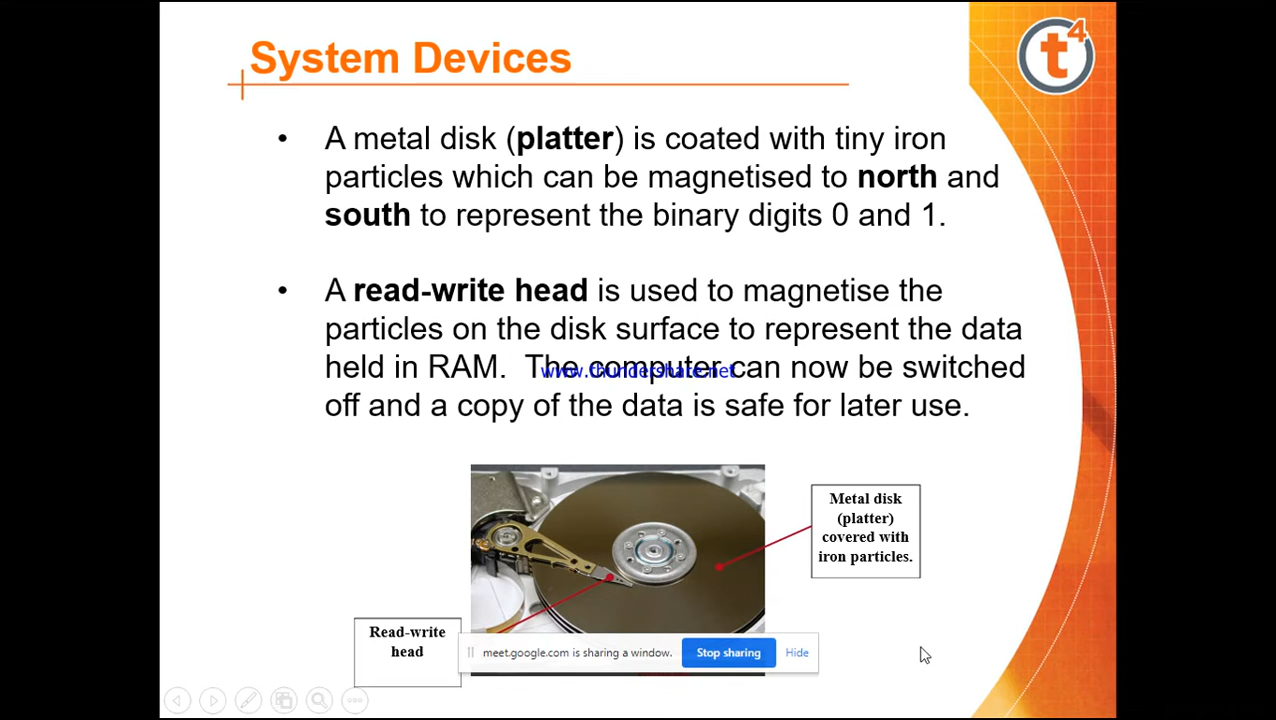 System Devices
t4
• A metal disk (platter) is coated with tiny iron
particles which can be magnetised to north and
south to represent the binary digits 0 and 1.
• A read-write head is used to magnetise the
particles on the disk surface to represent the data
held in RAM. The computer can now be switched
www.thundershare.net
off and a copy of the data is safe for later use.
Metal disk
(platter)
covered with
iron particles.
Read-write
head
meet.google.com is sharing a window. Stop sharing Hide